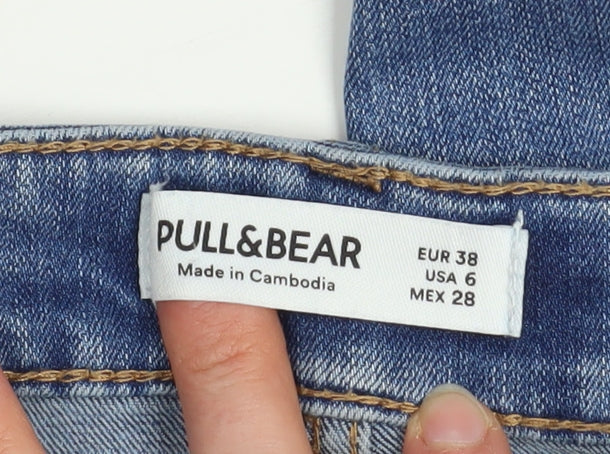 PULL&BEAR
Made in Cambodia
EUR 38
USA 6
MEX 28